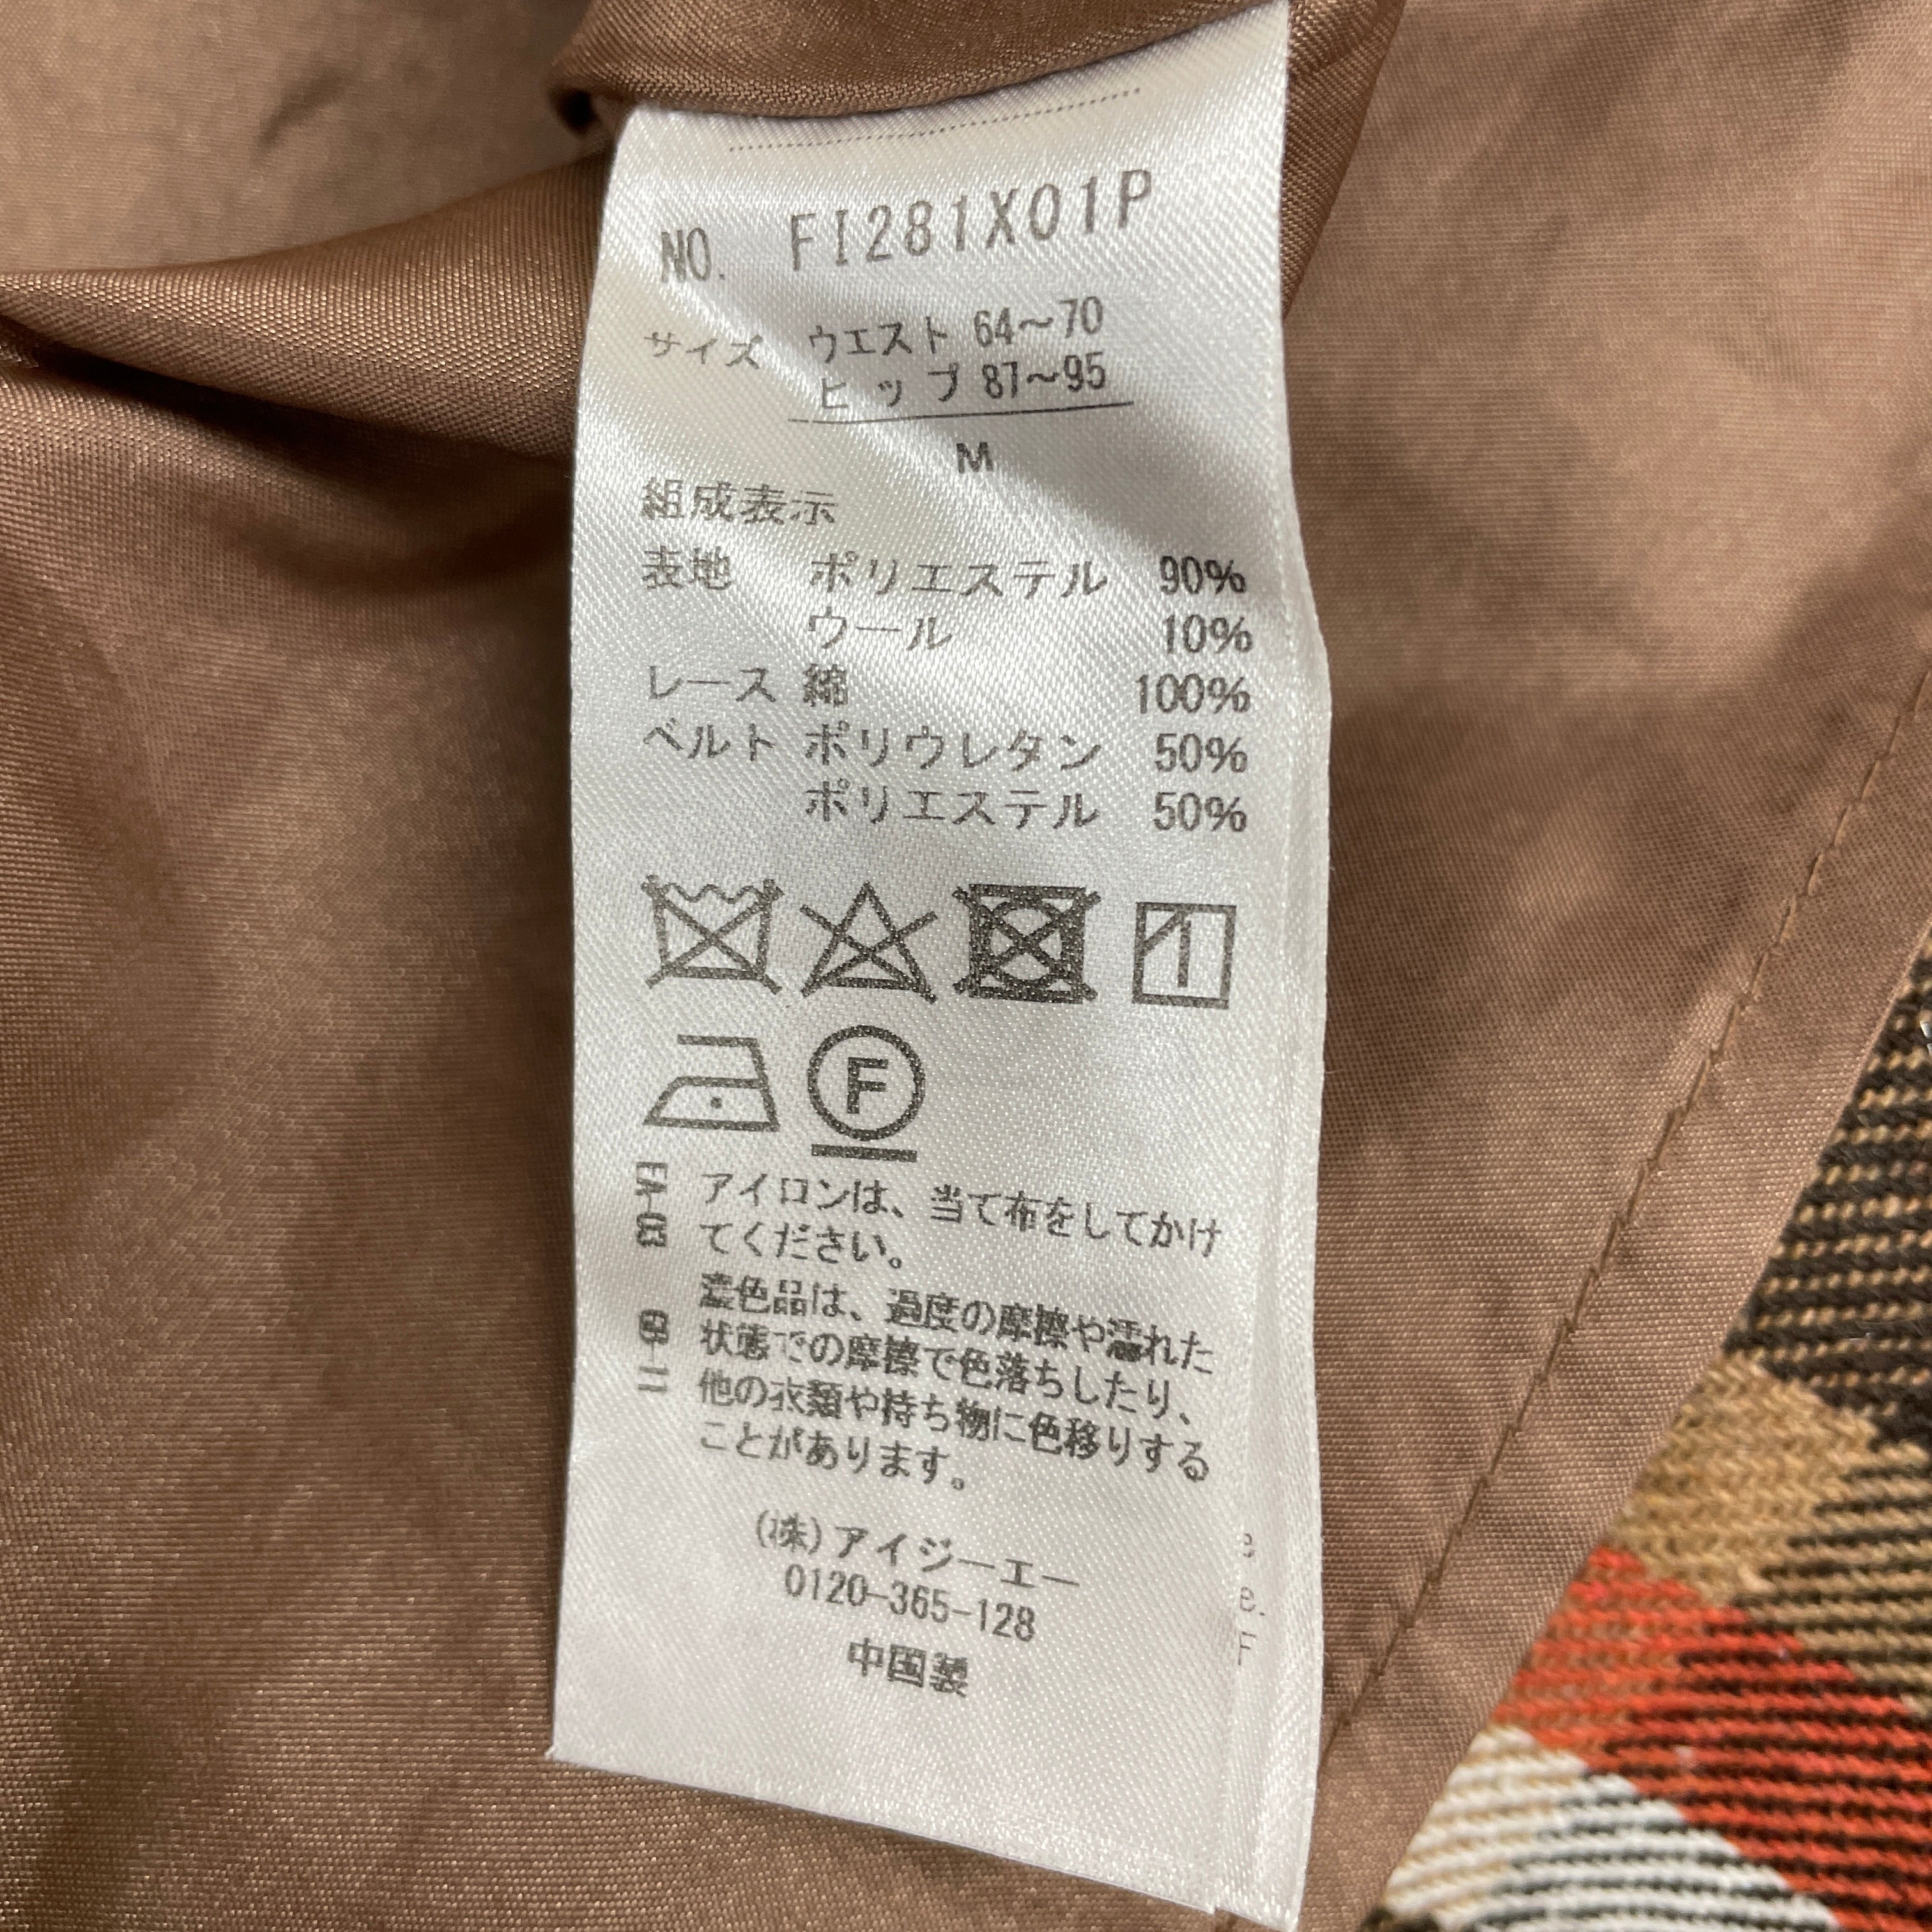 NO. FI281X01P
サイズ ウエスト 64〜70
ヒップ 87〜95
M
組成表示
表地 ポリエステル 90%
ウール 10%
レース 綿 100%
ベルト ポリウレタン 50%
ポリエステル 50%
F
アイロンは、当て布をしてかけ
てください。
濃色品は、過度の摩擦や濡れた
状態での摩擦で色落ちしたり、
他の衣類や持ち物に色移りする
ことがあります。
(株)アイジーエー
0120-365-128
中国製
e
e.
F